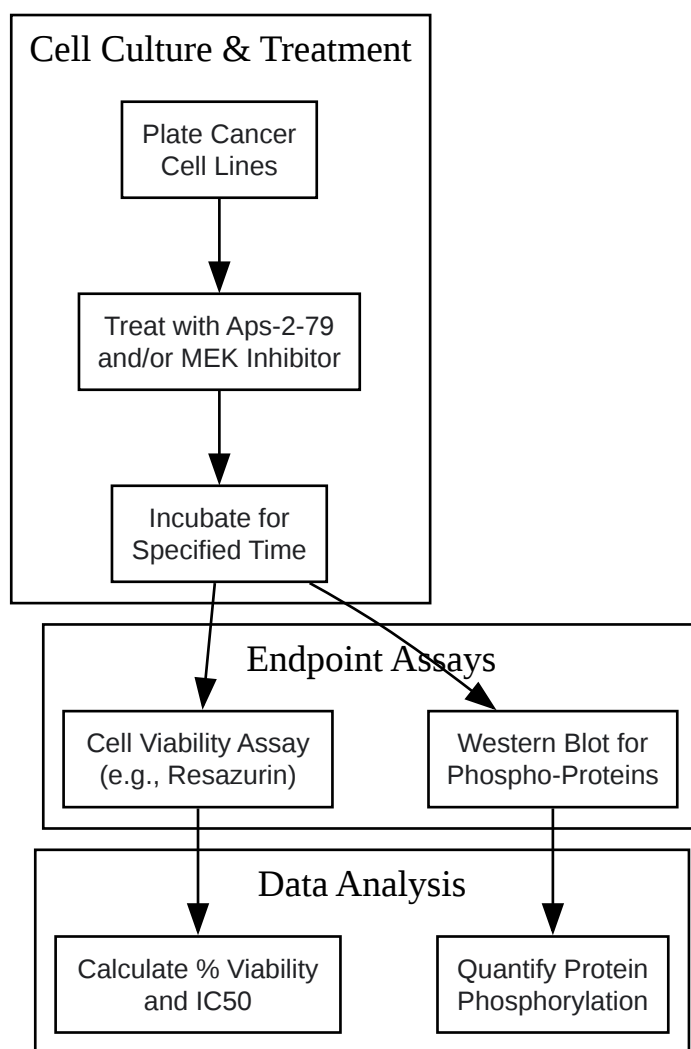 Cell Culture & Treatment
Plate Cancer
Cell Lines
Treat with Aps-2-79
and/or MEK Inhibitor
Incubate for
Specified Time
Endpoint Assays
Cell Viability Assay
(e.g., Resazurin)
Western Blot for
Phospho-Proteins
Data Analysis
Calculate % Viability
and IC50
Quantify Protein
Phosphorylation